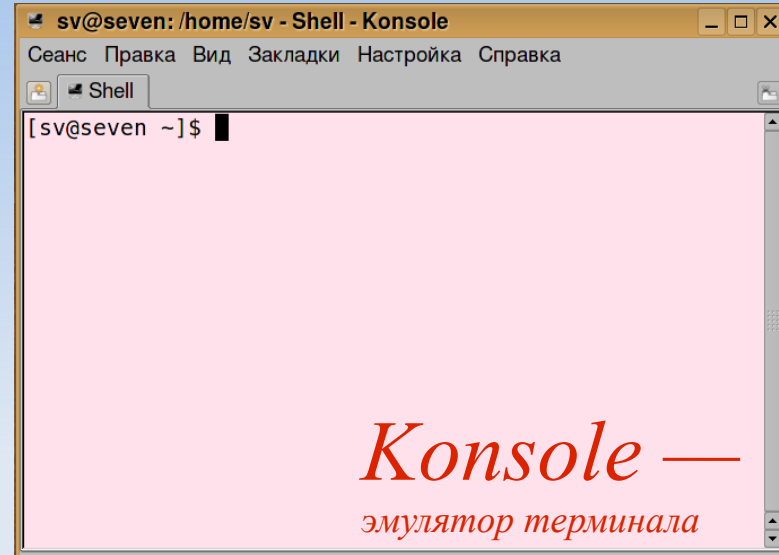 sv@seven: /home/sv - Shell - Konsole
Сеанс Правка Вид Закладки Настройка Справка
Shell
[sv@seven ~]$
Konsole —
эмулятор терминала